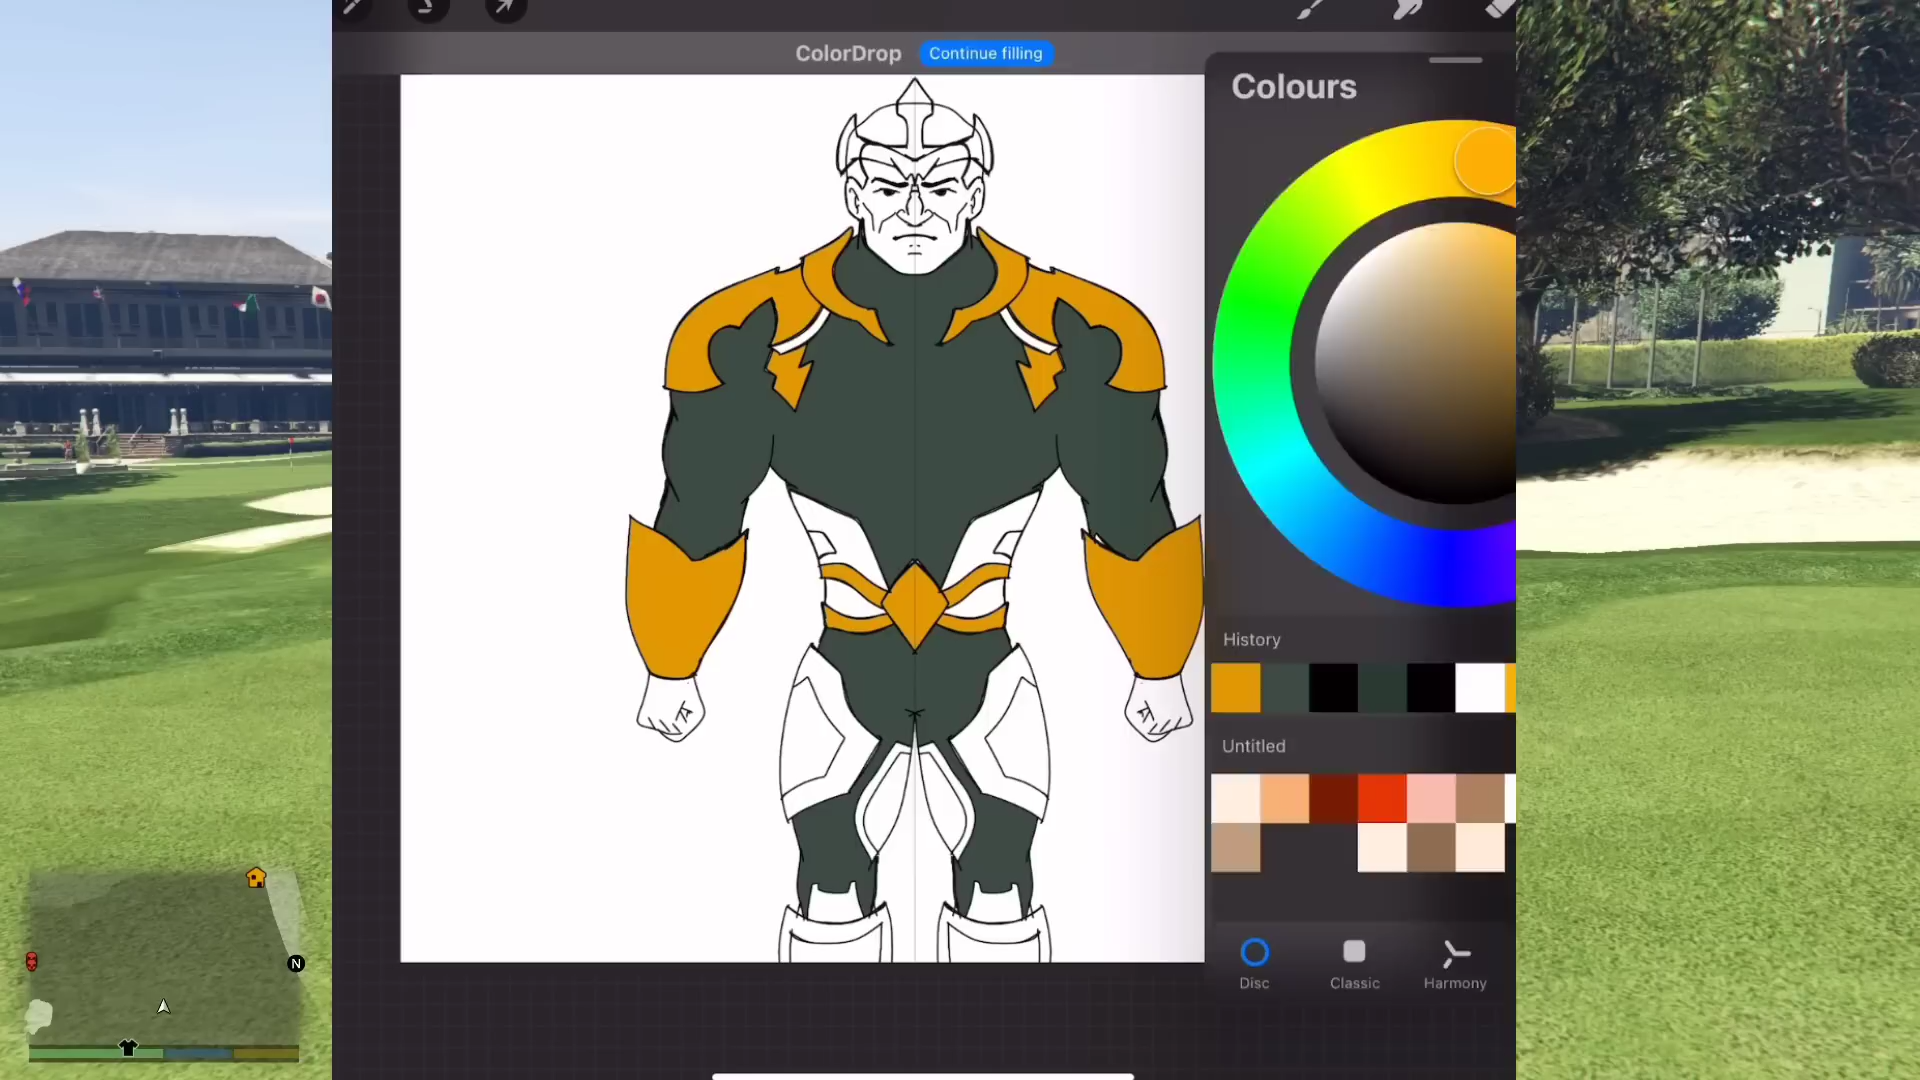 ColorDrop Continue filling
Colours
History
Untitled
Disc Classic Harmony
N